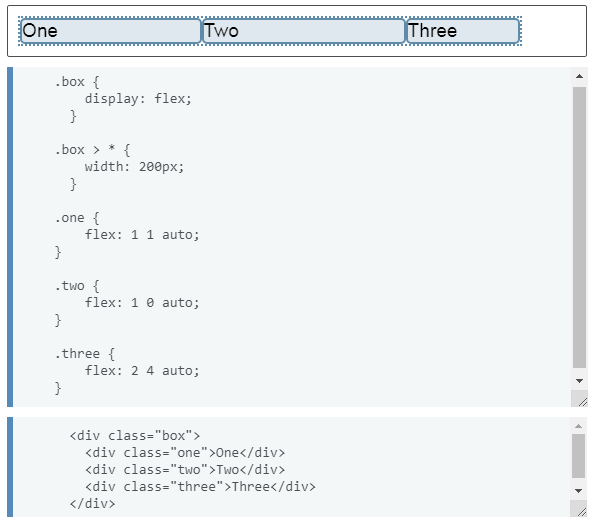 One Two Three
.box {
display: flex;
}
.box > * {
width: 200px;
}
.one {
flex: 1 1 auto;
}
.two {
flex: 1 0 auto;
}
.three {
flex: 2 4 auto;
}
<div class="box">
<div class="one">One</div>
<div class="two">Two</div>
<div class="three">Three</div>
</div>